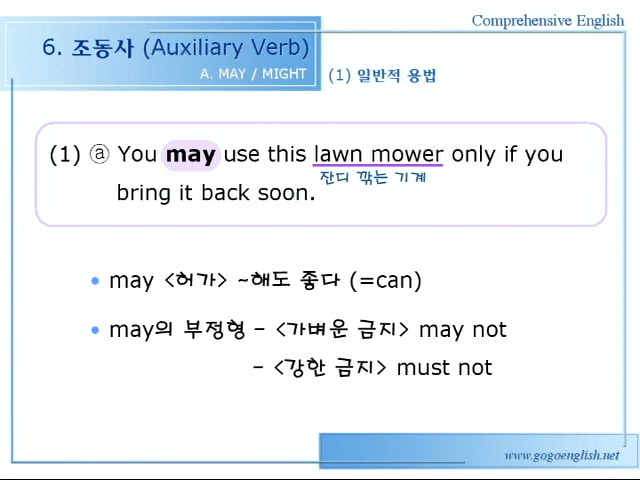 Comprehensive English
6. 조동사 (Auxiliary Verb)
A. MAY / MIGHT
(1) 일반적 용법
(1) ⓐ You may use this lawn mower only if you
잔디 깎는 기계
bring it back soon.
• may <허가> ~해도 좋다 (=can)
• may의 부정형 – <가벼운 금지> may not
– <강한 금지> must not
www.gogoenglish.net